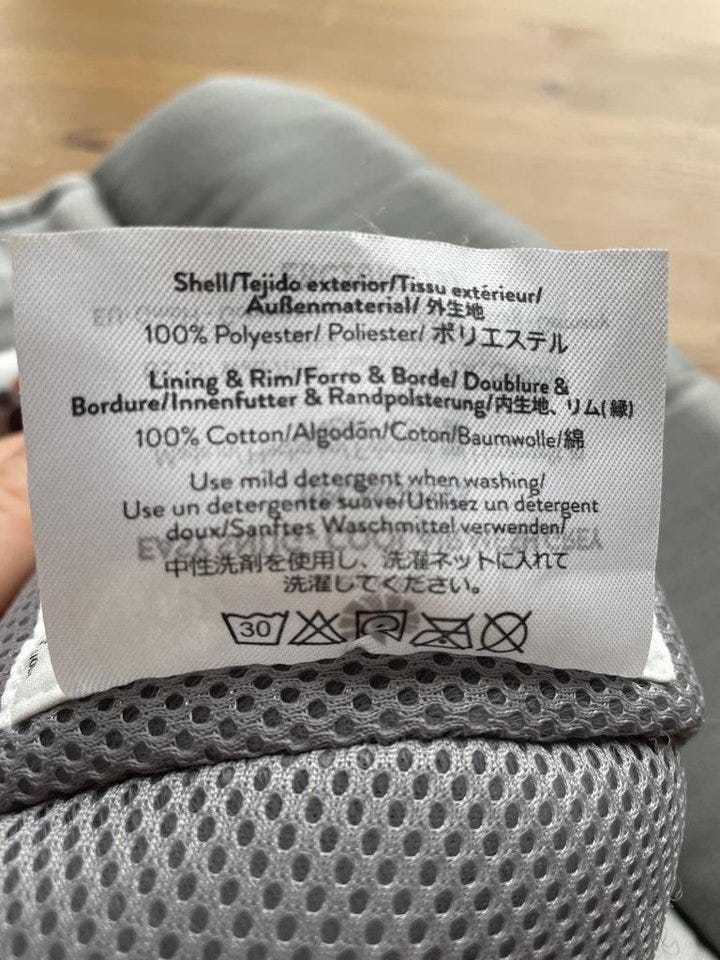 Shell/Tejido exterior/Tissu extérieur/
Außenmaterial/ 外生地
100% Polyester/ Poliester/ ポリエステル
Lining & Rim/Forro & Borde/ Doublure &
Bordure/Innenfutter & Randpolsterung/内生地、リム(縁)
100% Cotton/Algodón/Coton/Baumwolle/綿
Use mild detergent when washing/
Use un detergente suave/Utilisez un détergent
doux/Sanftes Waschmittel verwenden/
中性洗剤を使用し、洗濯ネットに入れて
洗濯してください。
30